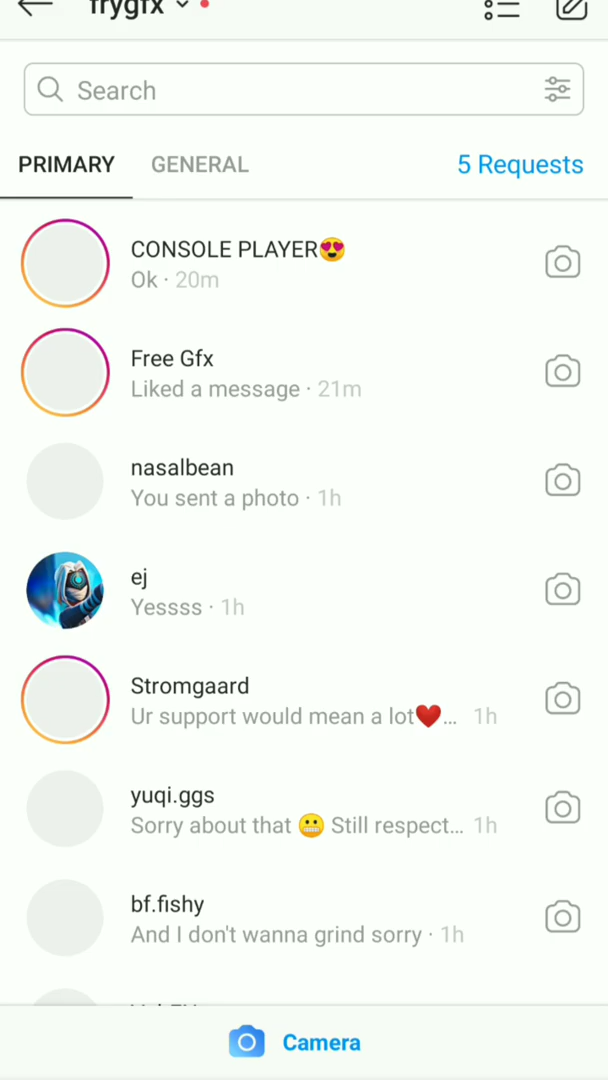 frygfx
Search
PRIMARY GENERAL 5 Requests
CONSOLE PLAYER😍
Ok · 20m
Free Gfx
Liked a message · 21m
nasalbean
You sent a photo · 1h
ej
Yessss · 1h
Stromgaard
Ur support would mean a lot❤️... 1h
yuqi.ggs
Sorry about that 😬 Still respect... 1h
bf.fishy
And I don't wanna grind sorry · 1h
Camera